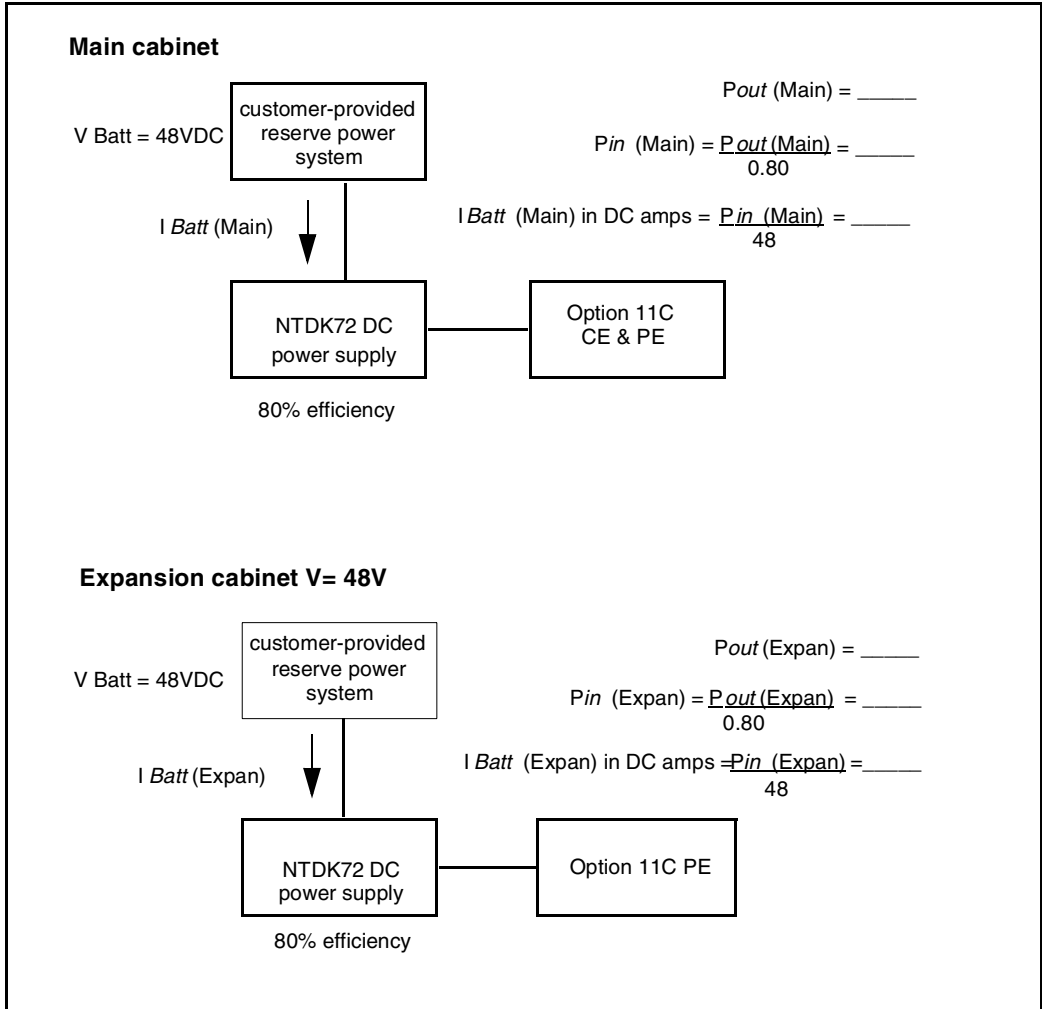 Main cabinet
V Batt = 48VDC
customer-provided
reserve power
system
Pout (Main) = _____
Pin (Main) = Pout (Main) = _____
0.80
I Batt (Main)
I Batt (Main) in DC amps = Pin (Main) = _____
48
NTDK72 DC
power supply
Option 11C
CE & PE
80% efficiency
Expansion cabinet V= 48V
V Batt = 48VDC
customer-provided
reserve power
system
Pout (Expan) = _____
Pin (Expan) = Pout (Expan) = _____
0.80
I Batt (Expan)
I Batt (Expan) in DC amps =Pin (Expan) =_____
48
NTDK72 DC
power supply
Option 11C PE
80% efficiency